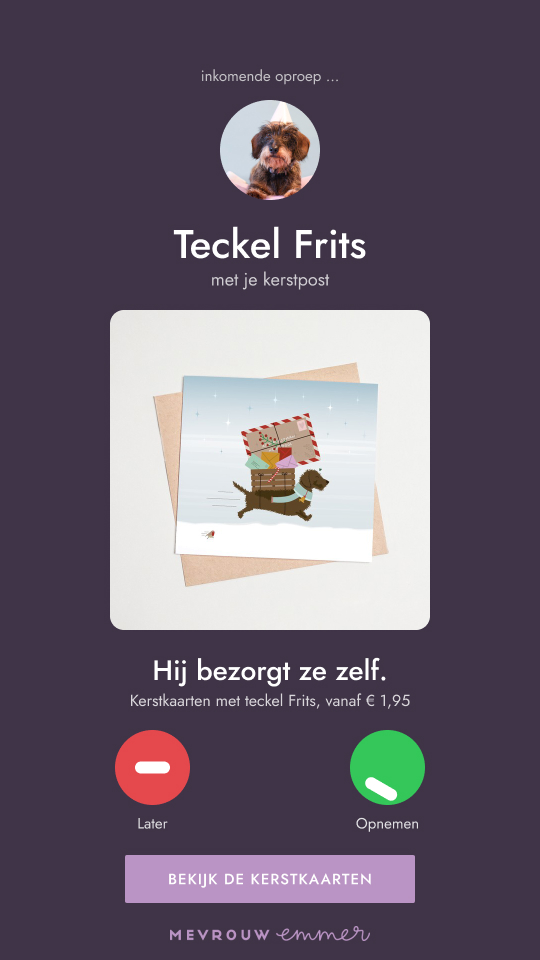 inkomende oproep ...
Teckel Frits
met je kerstpost
Hij bezorgt ze zelf.
Kerstkaarten met teckel Frits, vanaf € 1,95
Later
Opnemen
BEKIJK DE KERSTKAARTEN
MEVROUW emmer